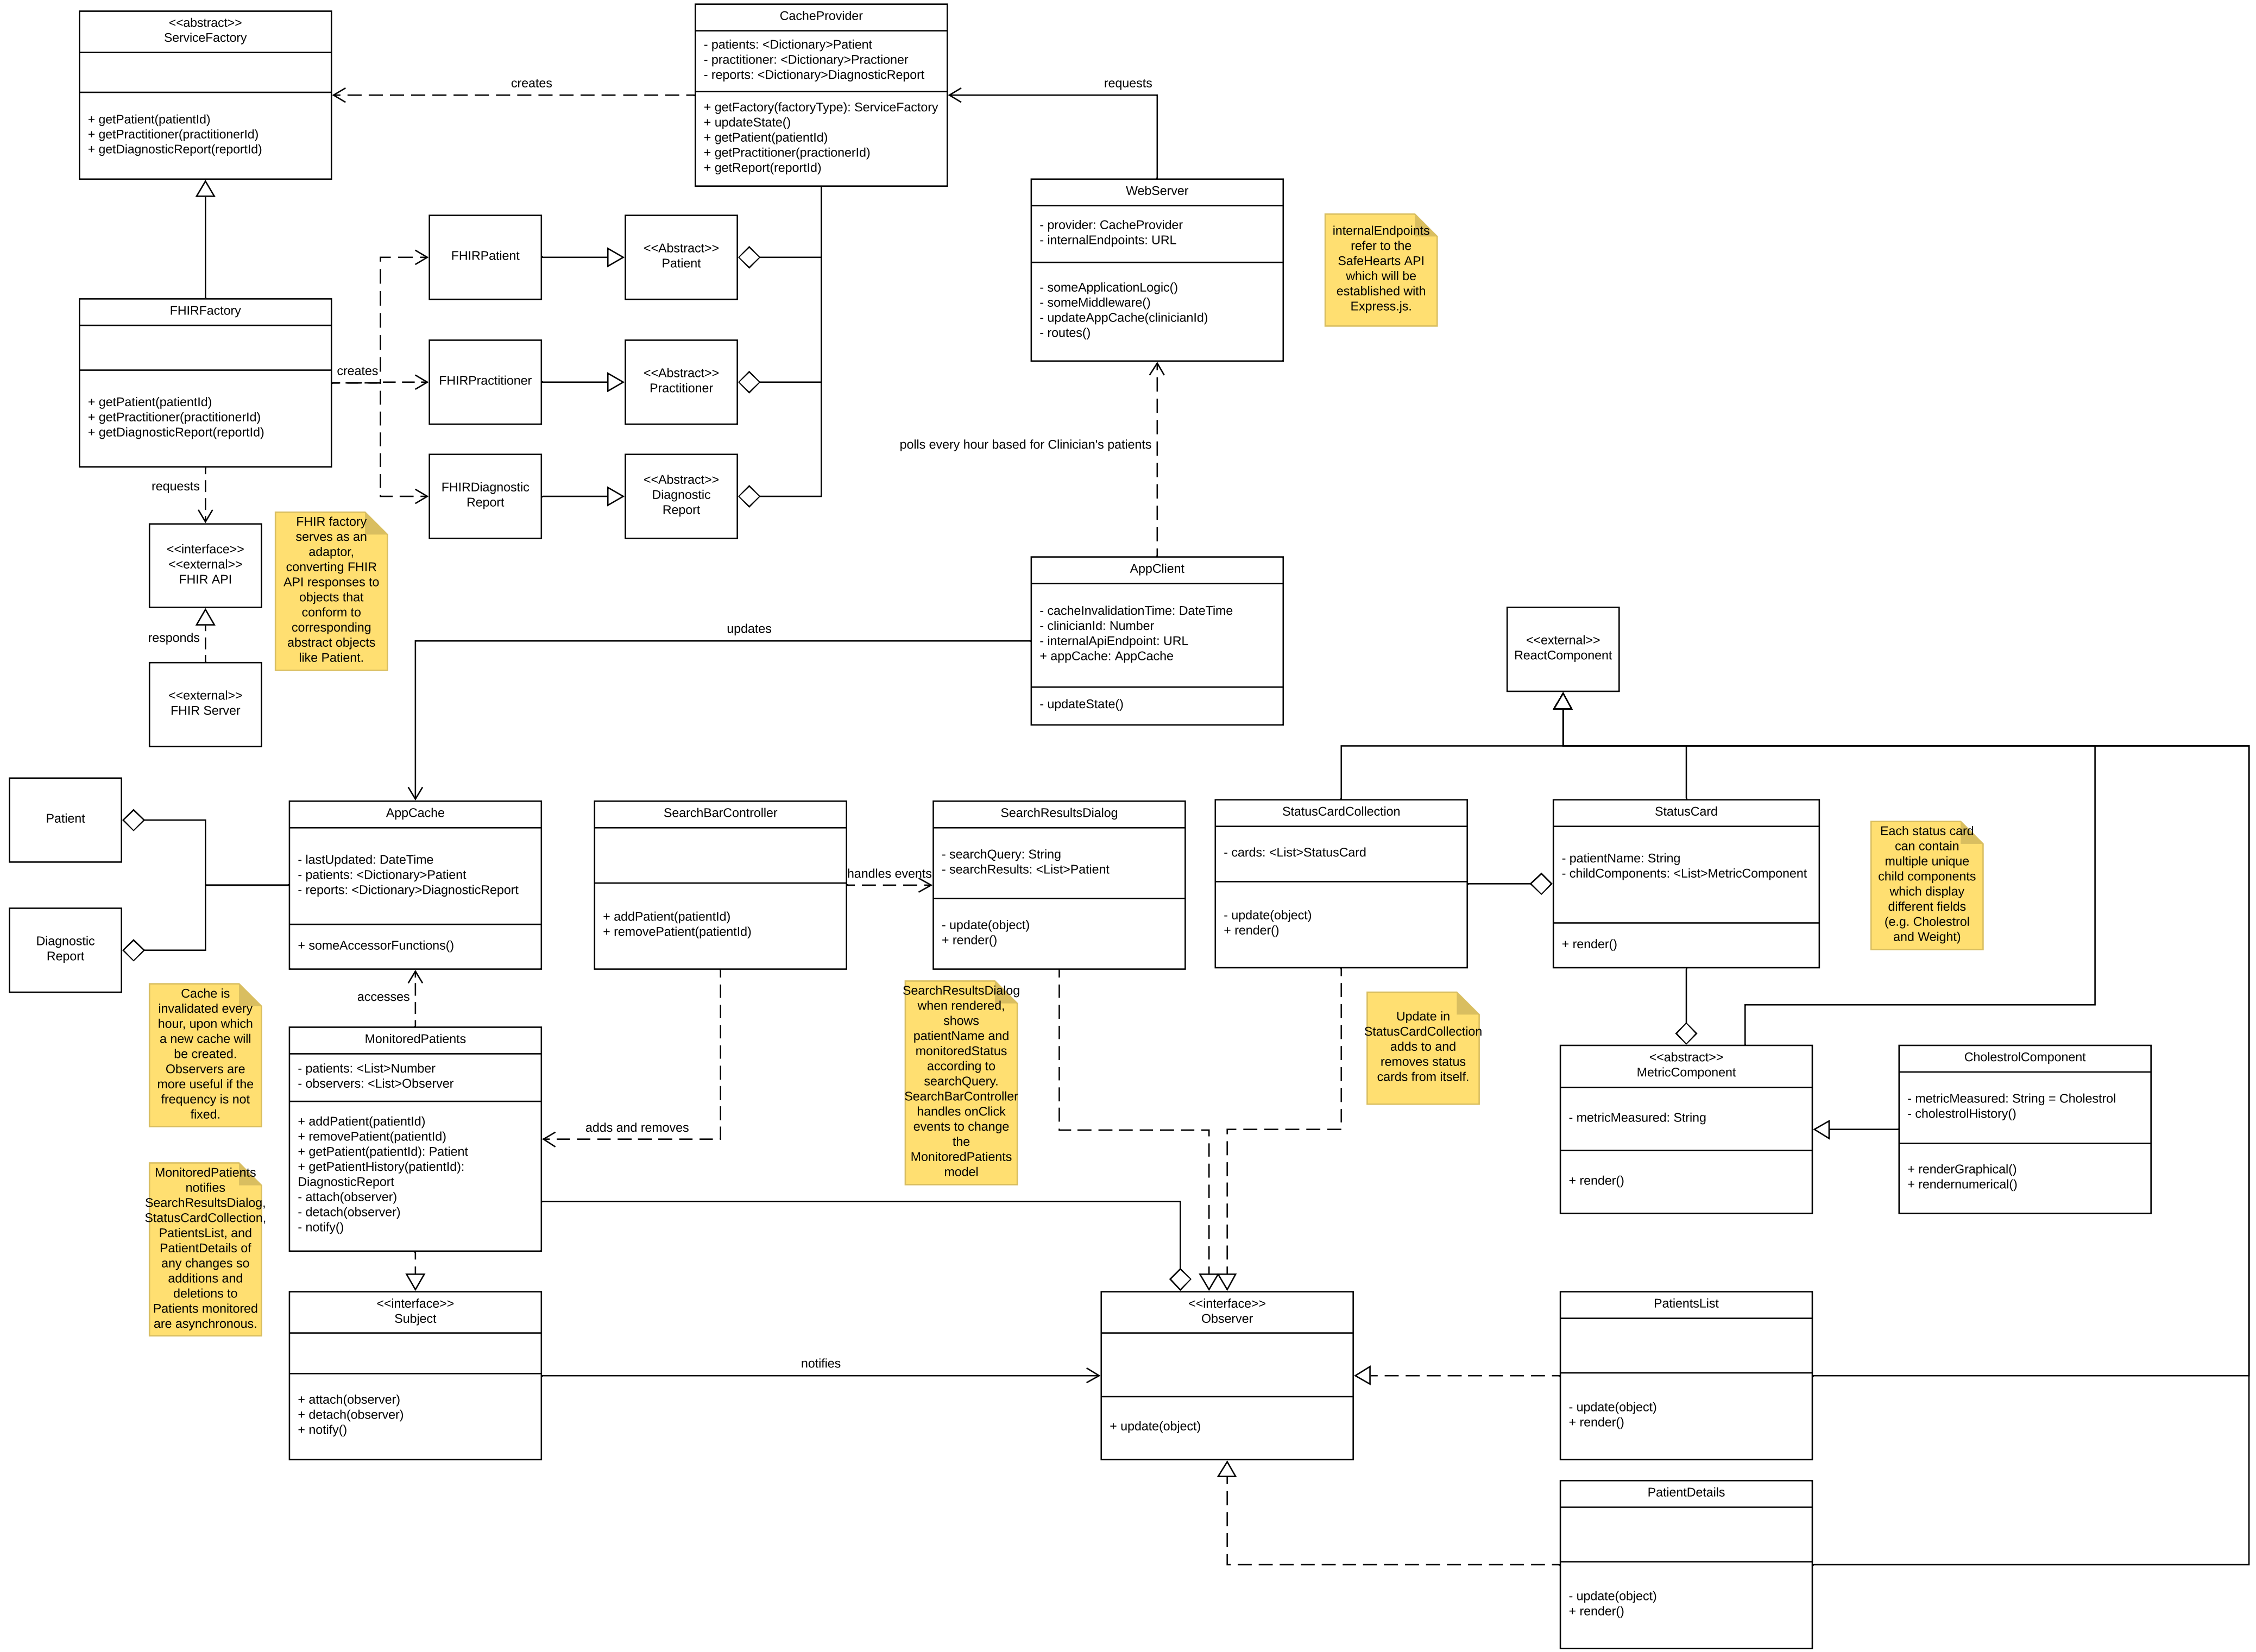 <<abstract>>
ServiceFactory
+ getPatient(patientId)
+ getPractitioner(practitionerId)
+ getDiagnosticReport(reportId)
creates
CacheProvider
- patients: <Dictionary>Patient
- practitioner: <Dictionary>Practioner
- reports: <Dictionary>DiagnosticReport
+ getFactory(factoryType): ServiceFactory
+ updateState()
+ getPatient(patientId)
+ getPractitioner(practionerId)
+ getReport(reportId)
requests
WebServer
- provider: CacheProvider
- internalEndpoints: URL
- someApplicationLogic()
- someMiddleware()
- updateAppCache(clinicianId)
- routes()
internalEndpoints
refer to the
SafeHearts API
which will be
established with
Express.js.
FHIRPatient
<<Abstract>>
Patient
FHIRFactory
+ getPatient(patientId)
+ getPractitioner(practitionerId)
+ getDiagnosticReport(reportId)
creates
FHIRPractitioner
<<Abstract>>
Practitioner
FHIRDiagnostic
Report
<<Abstract>>
Diagnostic
Report
polls every hour based for Clinician's patients
requests
<<interface>>
<<external>>
FHIR API
responds
<<external>>
FHIR Server
FHIR factory
serves as an
adaptor,
converting FHIR
API responses to
objects that
conform to
corresponding
abstract objects
like Patient.
AppClient
- cacheInvalidationTime: DateTime
- clinicianId: Number
- internalApiEndpoint: URL
+ appCache: AppCache
- updateState()
updates
<<external>>
ReactComponent
Patient
Diagnostic
Report
AppCache
- lastUpdated: DateTime
- patients: <Dictionary>Patient
- reports: <Dictionary>DiagnosticReport
+ someAccessorFunctions()
SearchBarController
+ addPatient(patientId)
+ removePatient(patientId)
handles events
SearchResultsDialog
- searchQuery: String
- searchResults: <List>Patient
- update(object)
+ render()
StatusCardCollection
- cards: <List>StatusCard
- update(object)
+ render()
StatusCard
- patientName: String
- childComponents: <List>MetricComponent
+ render()
Each status card
can contain
multiple unique
child components
which display
different fields
(e.g. Cholestrol
and Weight)
Cache is
invalidated every
hour, upon which
a new cache will
be created.
Observers are
more useful if the
frequency is not
fixed.
accesses
MonitoredPatients
- patients: <List>Number
- observers: <List>Observer
+ addPatient(patientId)
+ removePatient(patientId)
+ getPatient(patientId): Patient
+ getPatientHistory(patientId):
DiagnosticReport
- attach(observer)
- detach(observer)
- notify()
adds and removes
SearchResultsDialog
when rendered,
shows
patientName and
monitoredStatus
according to
searchQuery.
SearchBarController
handles onClick
events to change
the
MonitoredPatients
model
Update in
StatusCardCollection
adds to and
removes status
cards from itself.
<<abstract>>
MetricComponent
- metricMeasured: String
+ render()
CholestrolComponent
- metricMeasured: String = Cholestrol
- cholestrolHistory()
+ renderGraphical()
+ rendernumerical()
MonitoredPatients
notifies
SearchResultsDialog,
StatusCardCollection,
PatientsList, and
PatientDetails of
any changes so
additions and
deletions to
Patients monitored
are asynchronous.
<<interface>>
Subject
+ attach(observer)
+ detach(observer)
+ notify()
notifies
<<interface>>
Observer
+ update(object)
PatientsList
- update(object)
+ render()
PatientDetails
- update(object)
+ render()